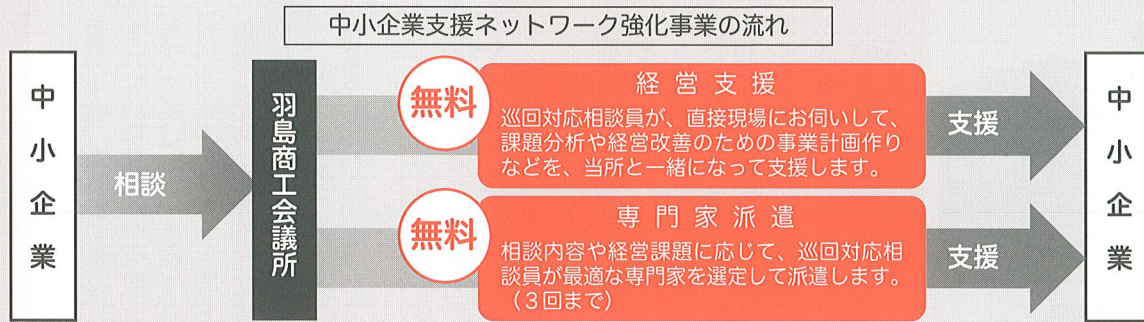 中小企業支援ネットワーク強化事業の流れ
中小企業
相談
羽島商工会議所
無料
経営支援
巡回対応相談員が、直接現場にお伺いして、
課題分析や経営改善のための事業計画作り
などを、当所と一緒になって支援します。
支援
無料
専門家派遣
相談内容や経営課題に応じて、巡回対応相
談員が最適な専門家を選定して派遣します。
（3回まで）
支援
中小企業